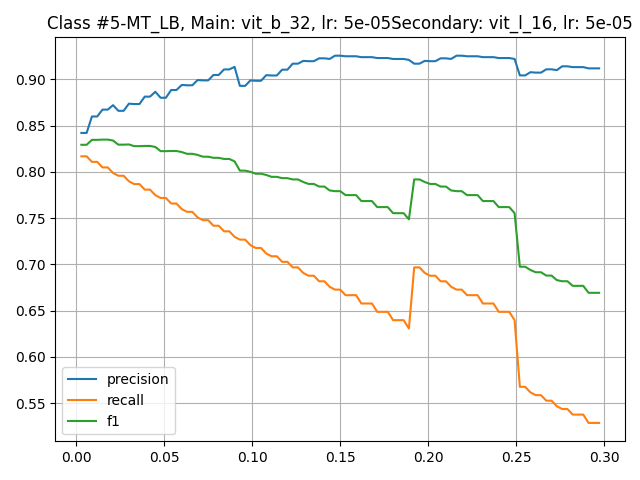 Class #5-MT_LB, Main: vit_b_32, lr: 5e-05Secondary: vit_l_16, lr: 5e-05
0.90
0.85
0.80
0.75
0.70
0.65
0.60
0.55
precision
recall
f1
0.00 0.05 0.10 0.15 0.20 0.25 0.30